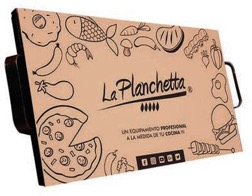 La Planchetta ®
UN EQUIPAMIENTO PROFESIONAL
A LA MEDIDA DE TU COCINA